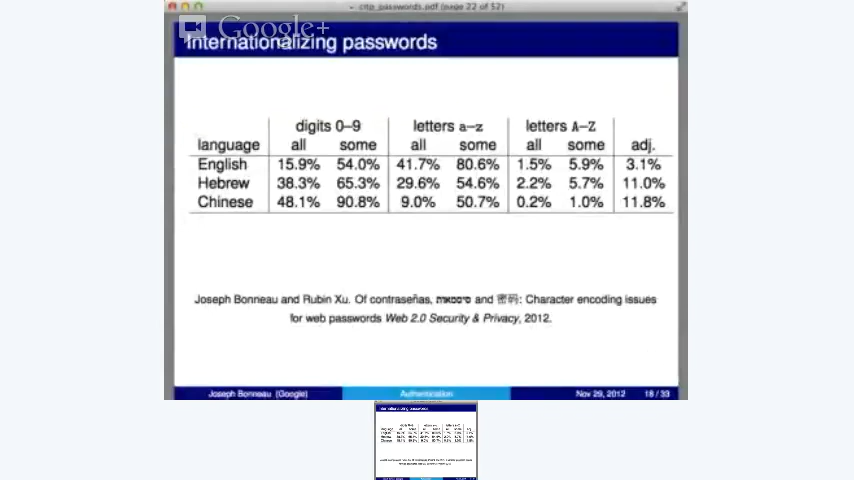 citp_passwords.pdf (page 22 of 52)
Google+
Internationalizing passwords
digits 0–9 letters a–z letters A–Z
language all some all some all some adj.
English 15.9% 54.0% 41.7% 80.6% 1.5% 5.9% 3.1%
Hebrew 38.3% 65.3% 29.6% 54.6% 2.2% 5.7% 11.0%
Chinese 48.1% 90.8% 9.0% 50.7% 0.2% 1.0% 11.8%
Joseph Bonneau and Rubin Xu. Of contraseñas, סיסמאות and 密码: Character encoding issues
for web passwords Web 2.0 Security & Privacy, 2012.
Joseph Bonneau (Google) Authentication Nov 29, 2012 18 / 33
Internationalizing passwords